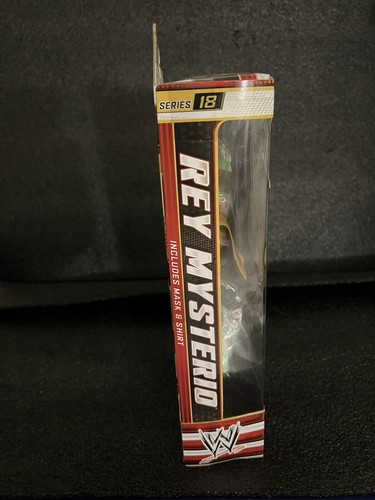 SERIES 18
REY MYSTERIO
INCLUDES MASK & SHIRT
W